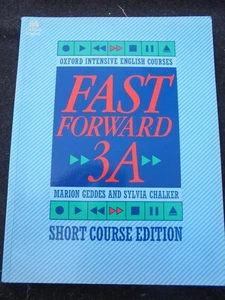 OXFORD INTENSIVE ENGLISH COURSES
FAST
FORWARD
3A
MARION GEDDES AND SYLVIA CHALKER
SHORT COURSE EDITION